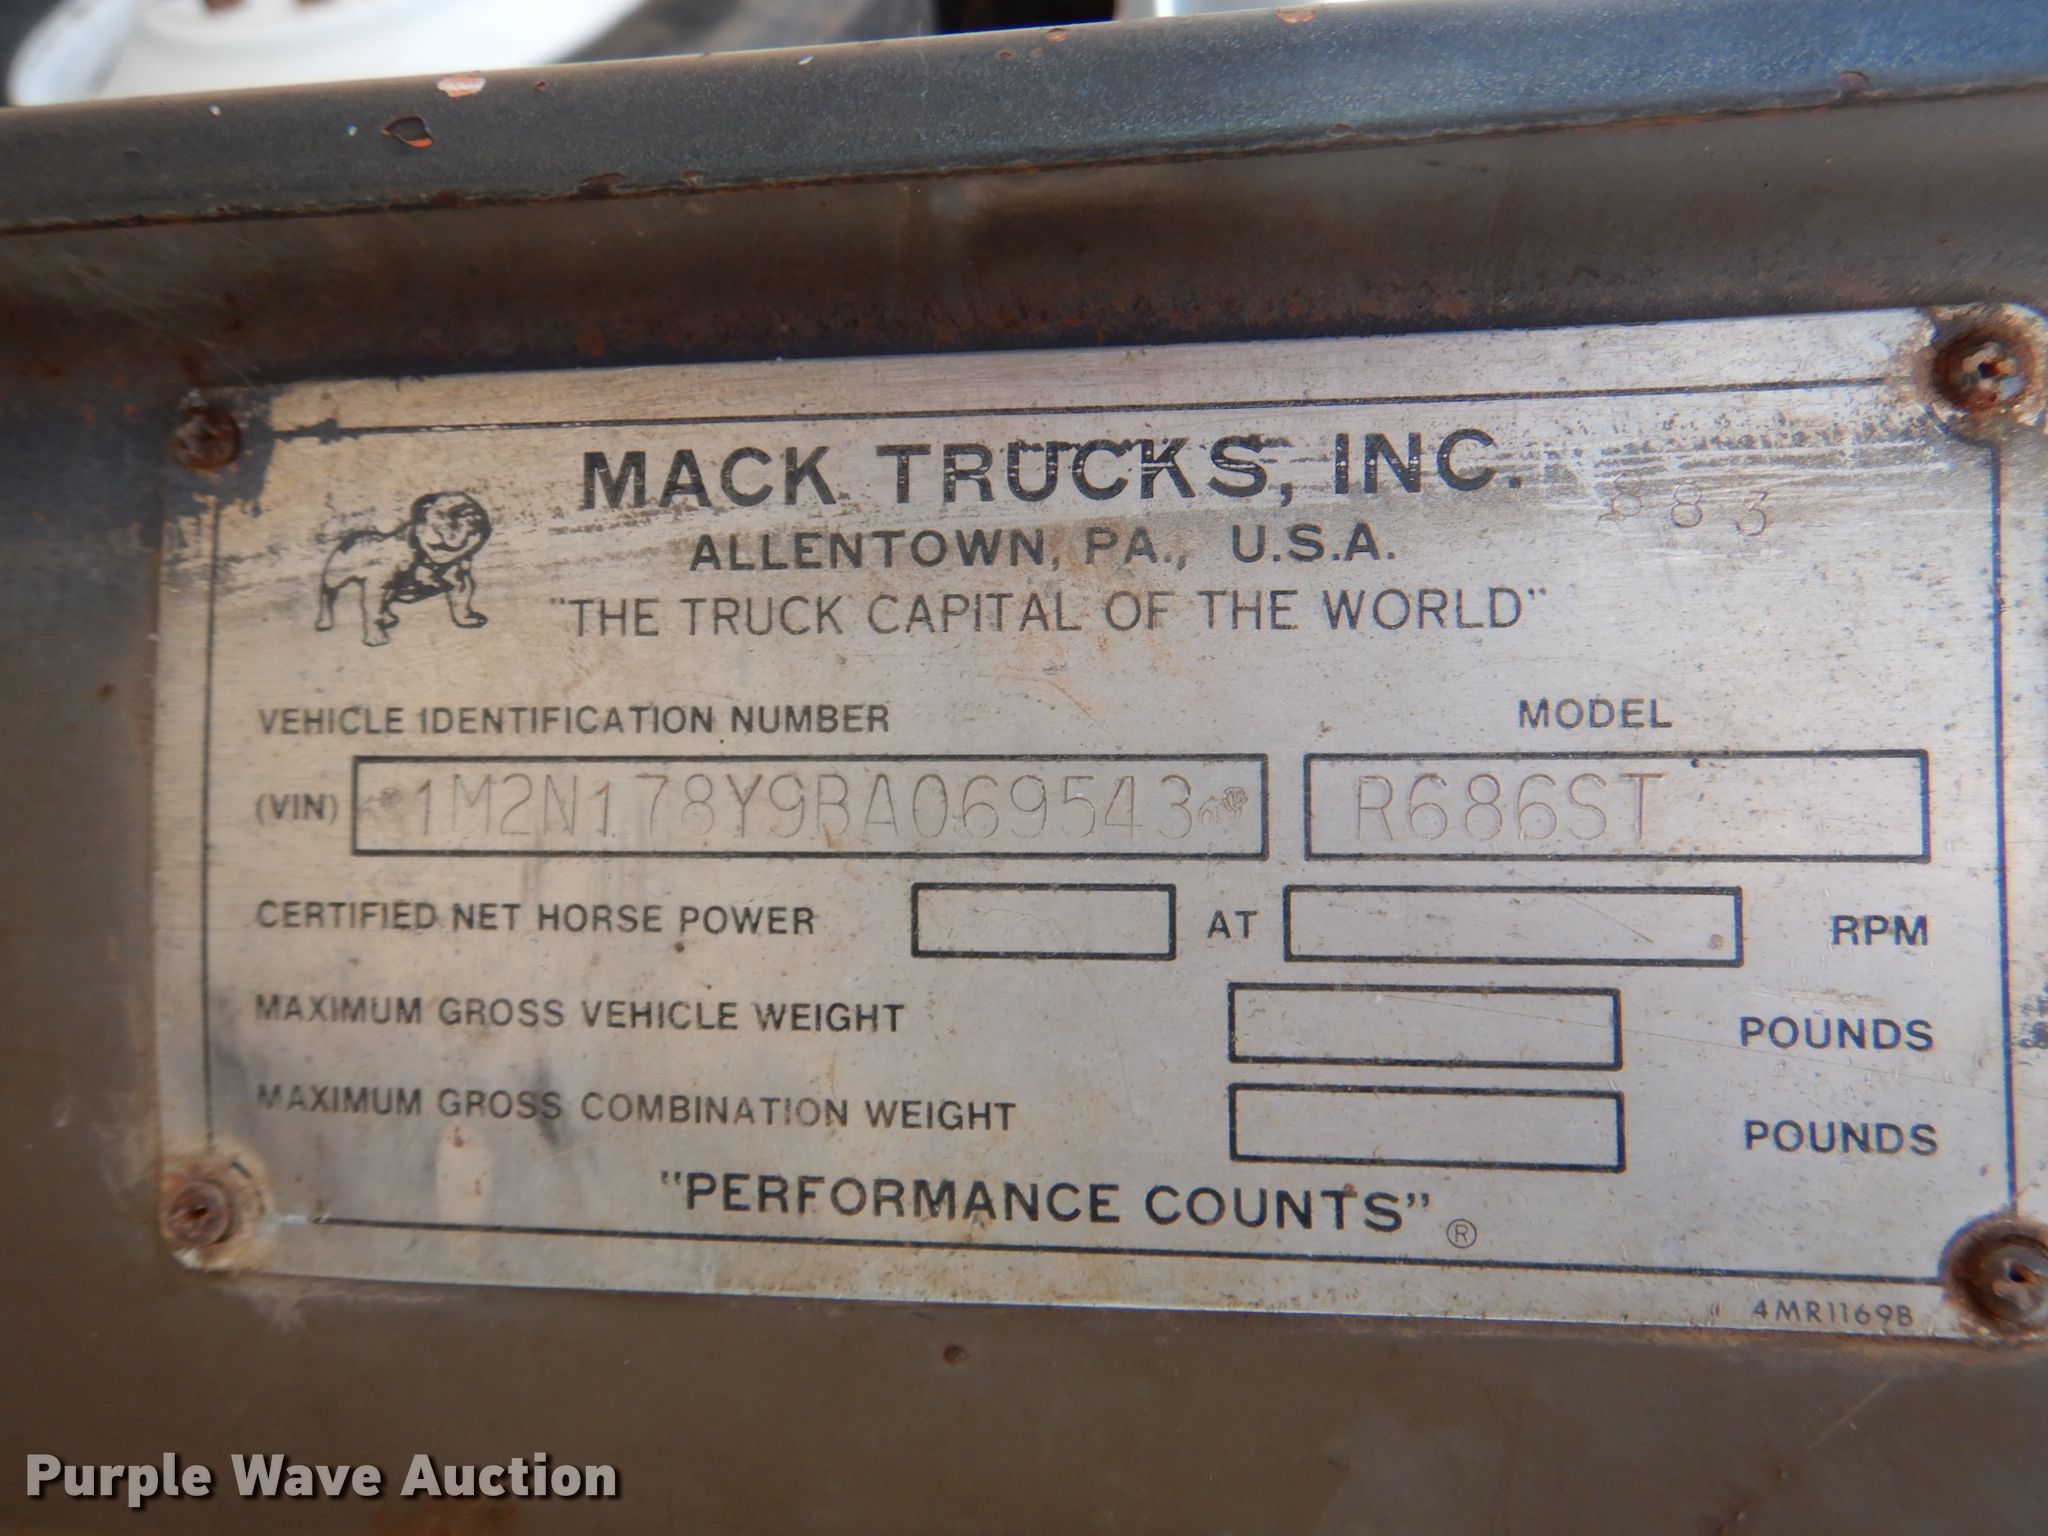 MACK TRUCKS, INC.
883
ALLENTOWN, PA., U.S.A.
"THE TRUCK CAPITAL OF THE WORLD"
VEHICLE IDENTIFICATION NUMBER MODEL
(VIN) 1M2N178Y9BA069543 R686ST
CERTIFIED NET HORSE POWER AT RPM
MAXIMUM GROSS VEHICLE WEIGHT POUNDS
MAXIMUM GROSS COMBINATION WEIGHT POUNDS
"PERFORMANCE COUNTS" ®
4MR1169B
Purple Wave Auction